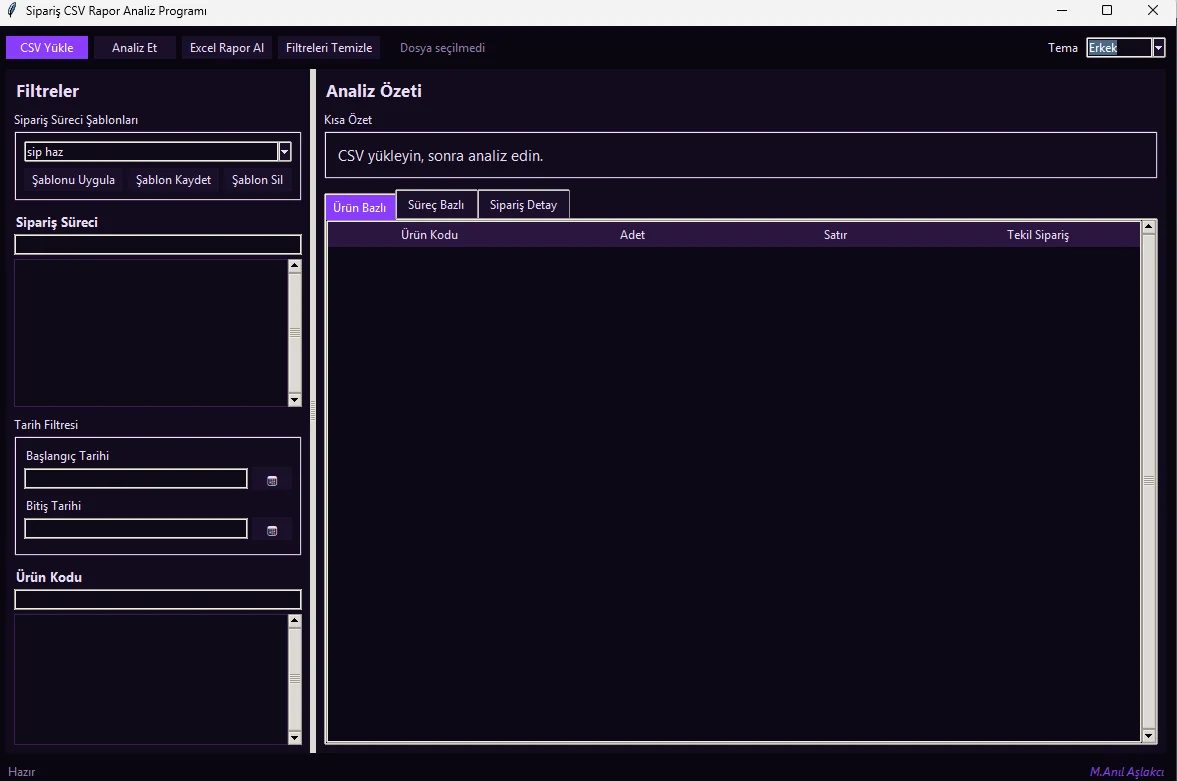 Sipariş CSV Rapor Analiz Programı
CSV Yükle Analiz Et Excel Rapor Al Filtreleri Temizle Dosya seçilmedi Tema Erkek
Filtreler
Sipariş Süreci Şablonları
sip haz
Şablonu Uygula Şablon Kaydet Şablon Sil
Sipariş Süreci
Tarih Filtresi
Başlangıç Tarihi
Bitiş Tarihi
Ürün Kodu
Analiz Özeti
Kısa Özet
CSV yükleyin, sonra analiz edin.
Ürün Bazlı Süreç Bazlı Sipariş Detay
Ürün Kodu Adet Satır Tekil Sipariş
Hazır
M.Anıl Aşlakcı